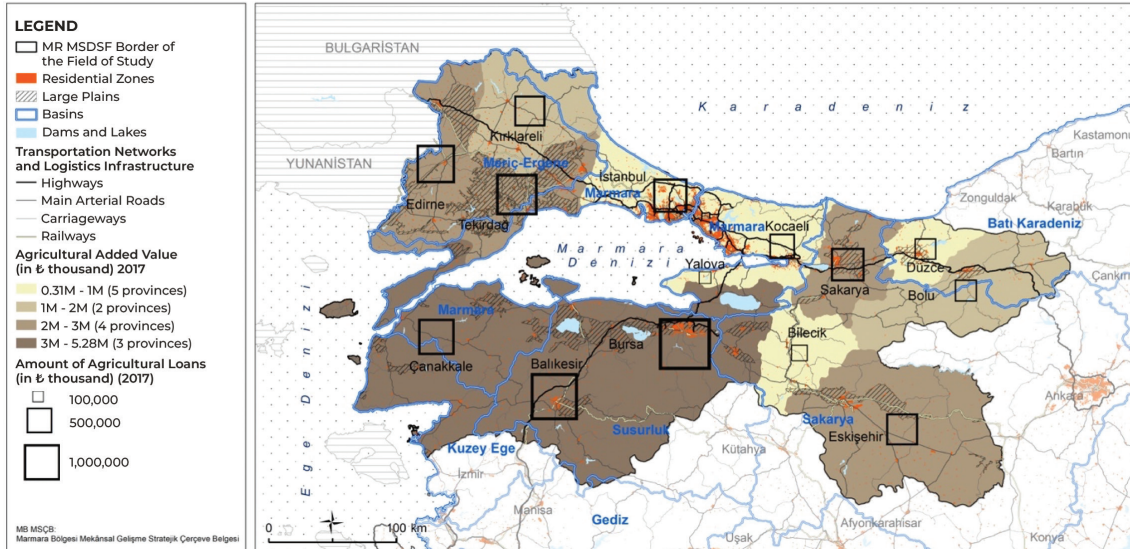 LEGEND
MR MSDSF Border of
the Field of Study
Residential Zones
Large Plains
Basins
Dams and Lakes
Transportation Networks
and Logistics Infrastructure
Highways
Main Arterial Roads
Carriageways
Railways
Agricultural Added Value
(in ₺ thousand) 2017
0.31M - 1M (5 provinces)
1M - 2M (2 provinces)
2M - 3M (4 provinces)
3M - 5.28M (3 provinces)
Amount of Agricultural Loans
(in ₺ thousand) (2017)
100,000
500,000
1,000,000
MB MSÇB:
Marmara Bölgesi Mekânsal Gelişme Stratejik Çerçeve Belgesi
BULGARİSTAN
Karadeniz
Kastamonu
Bartın
YUNANİSTAN
Kırklareli
Meriç-Ergene
İstanbul
Marmara
Edirne
Tekirdağ
Zonguldak
Karabük
Batı Karadeniz
Marmara
Kocaeli
Marmara
Denizi
Yalova
Düzce
Sakarya
Bolu
Çankırı
Ege Denizi
Marmara
Çanakkale
Balıkesir
Bursa
Bilecik
Ankara
Susurluk
Sakarya
Eskişehir
Kuzey Ege
Kütahya
İzmir
Manisa
Gediz
Uşak
Afyonkarahisar
Konya
0 100 km